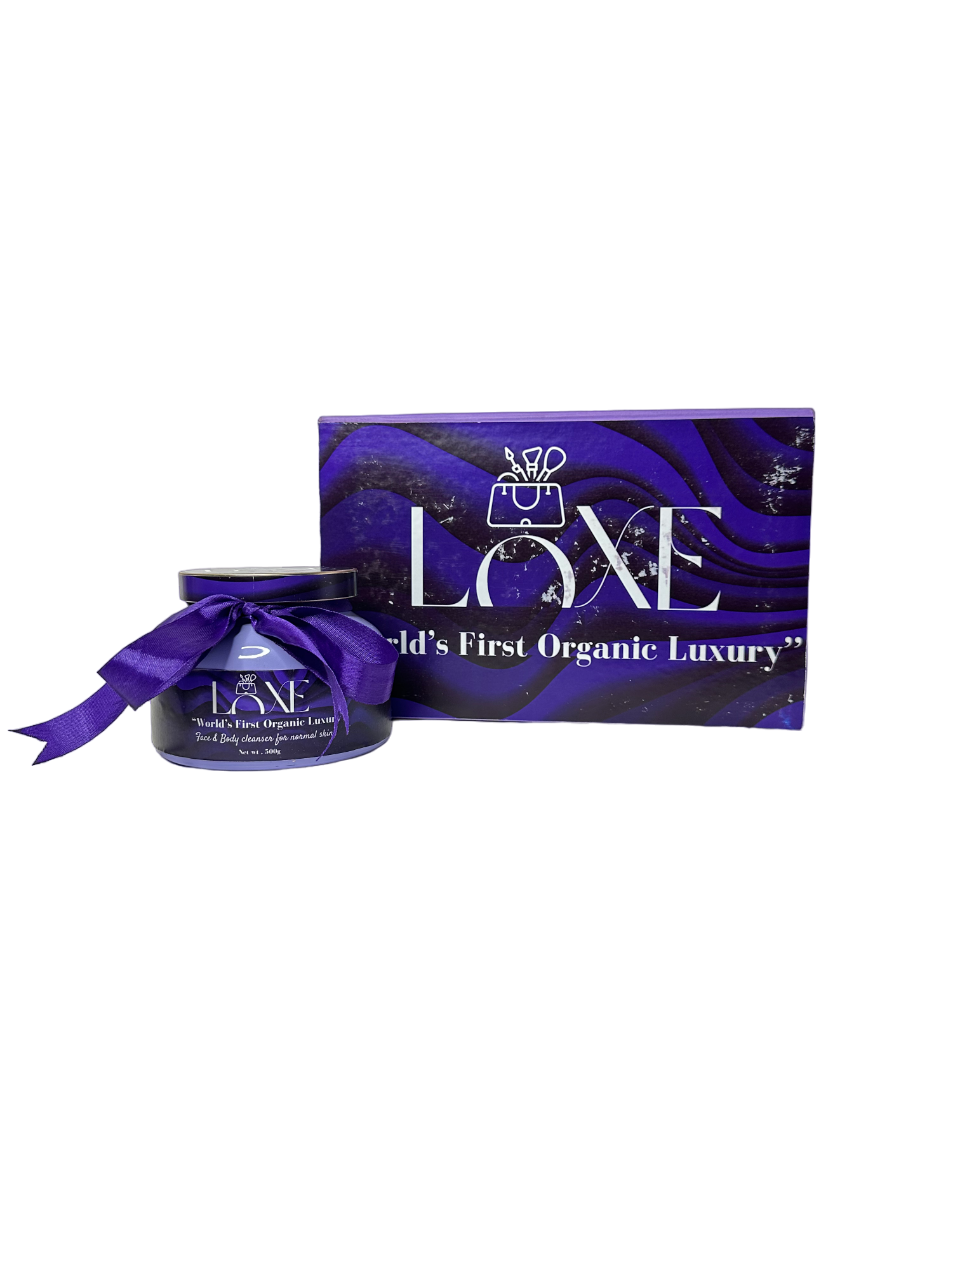 LOXE
rld's First Organic Luxury”
LOXE
“World's First Organic Luxur
Face & Body cleanser for normal skin
Net wt . 500g